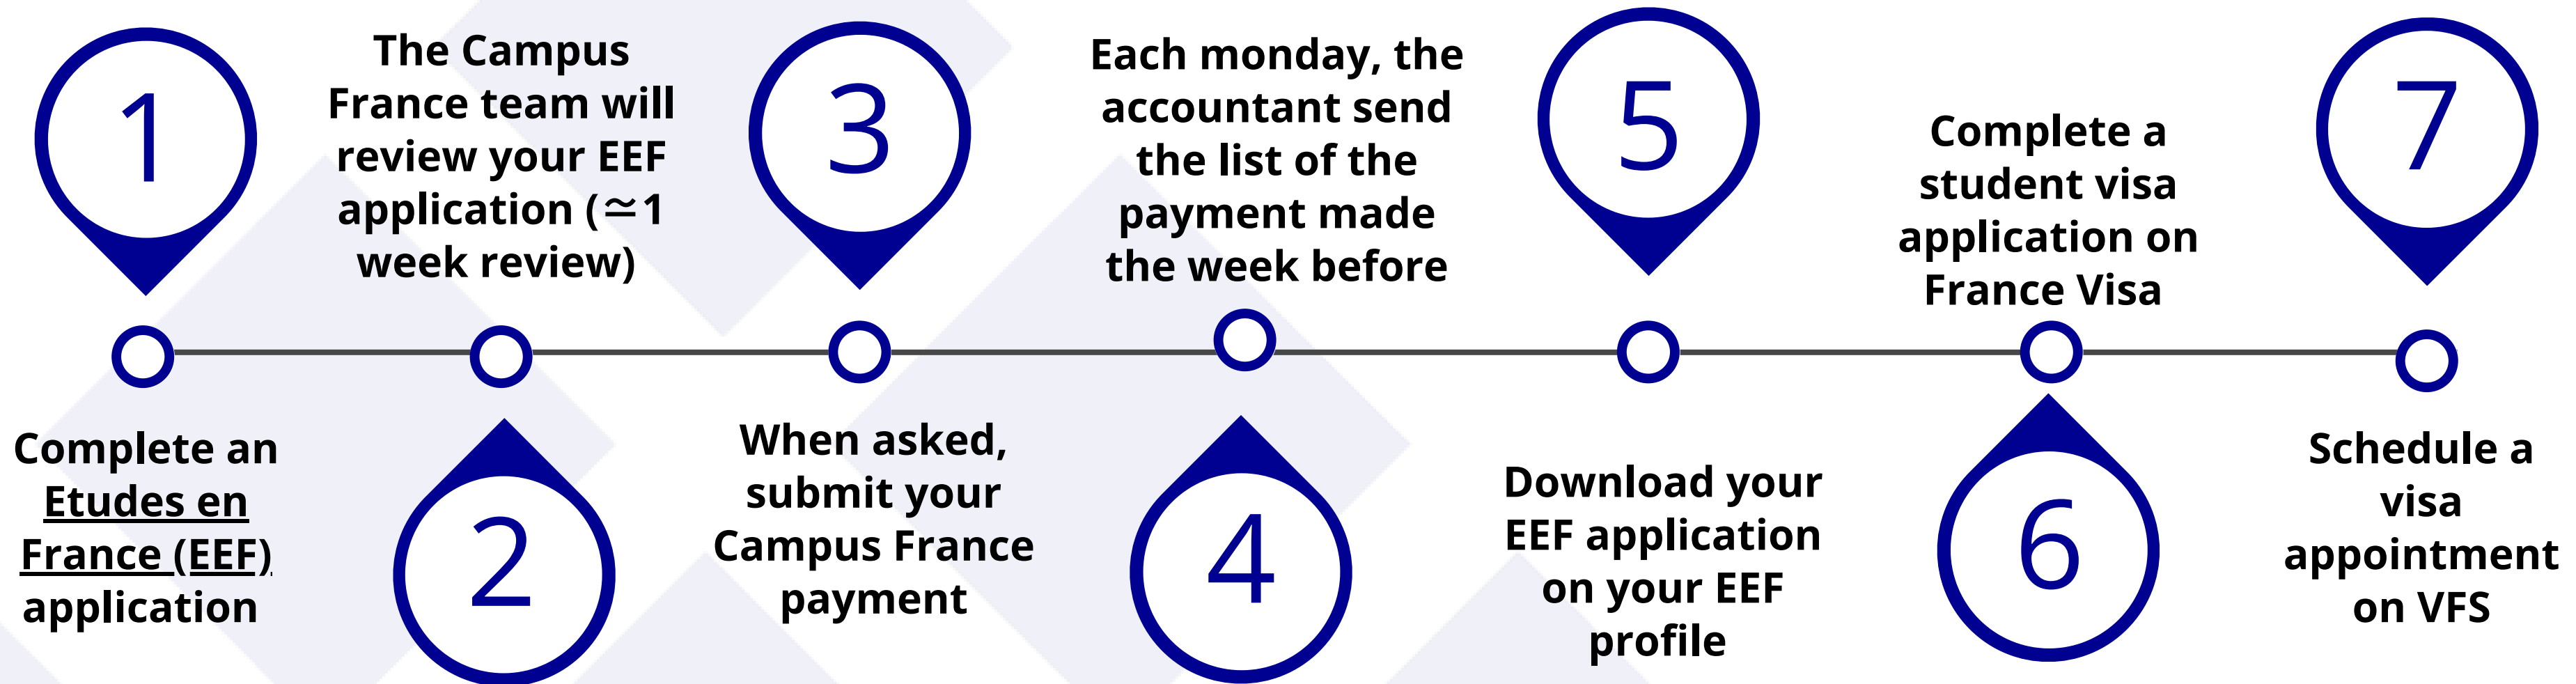 1
Complete an
Etudes en
France (EEF)
application
The Campus
France team will
review your EEF
application (≃1
week review)
2
3
When asked,
submit your
Campus France
payment
Each monday, the
accountant send
the list of the
payment made
the week before
4
5
Download your
EEF application
on your EEF
profile
Complete a
student visa
application on
France Visa
6
7
Schedule a
visa
appointment
on VFS